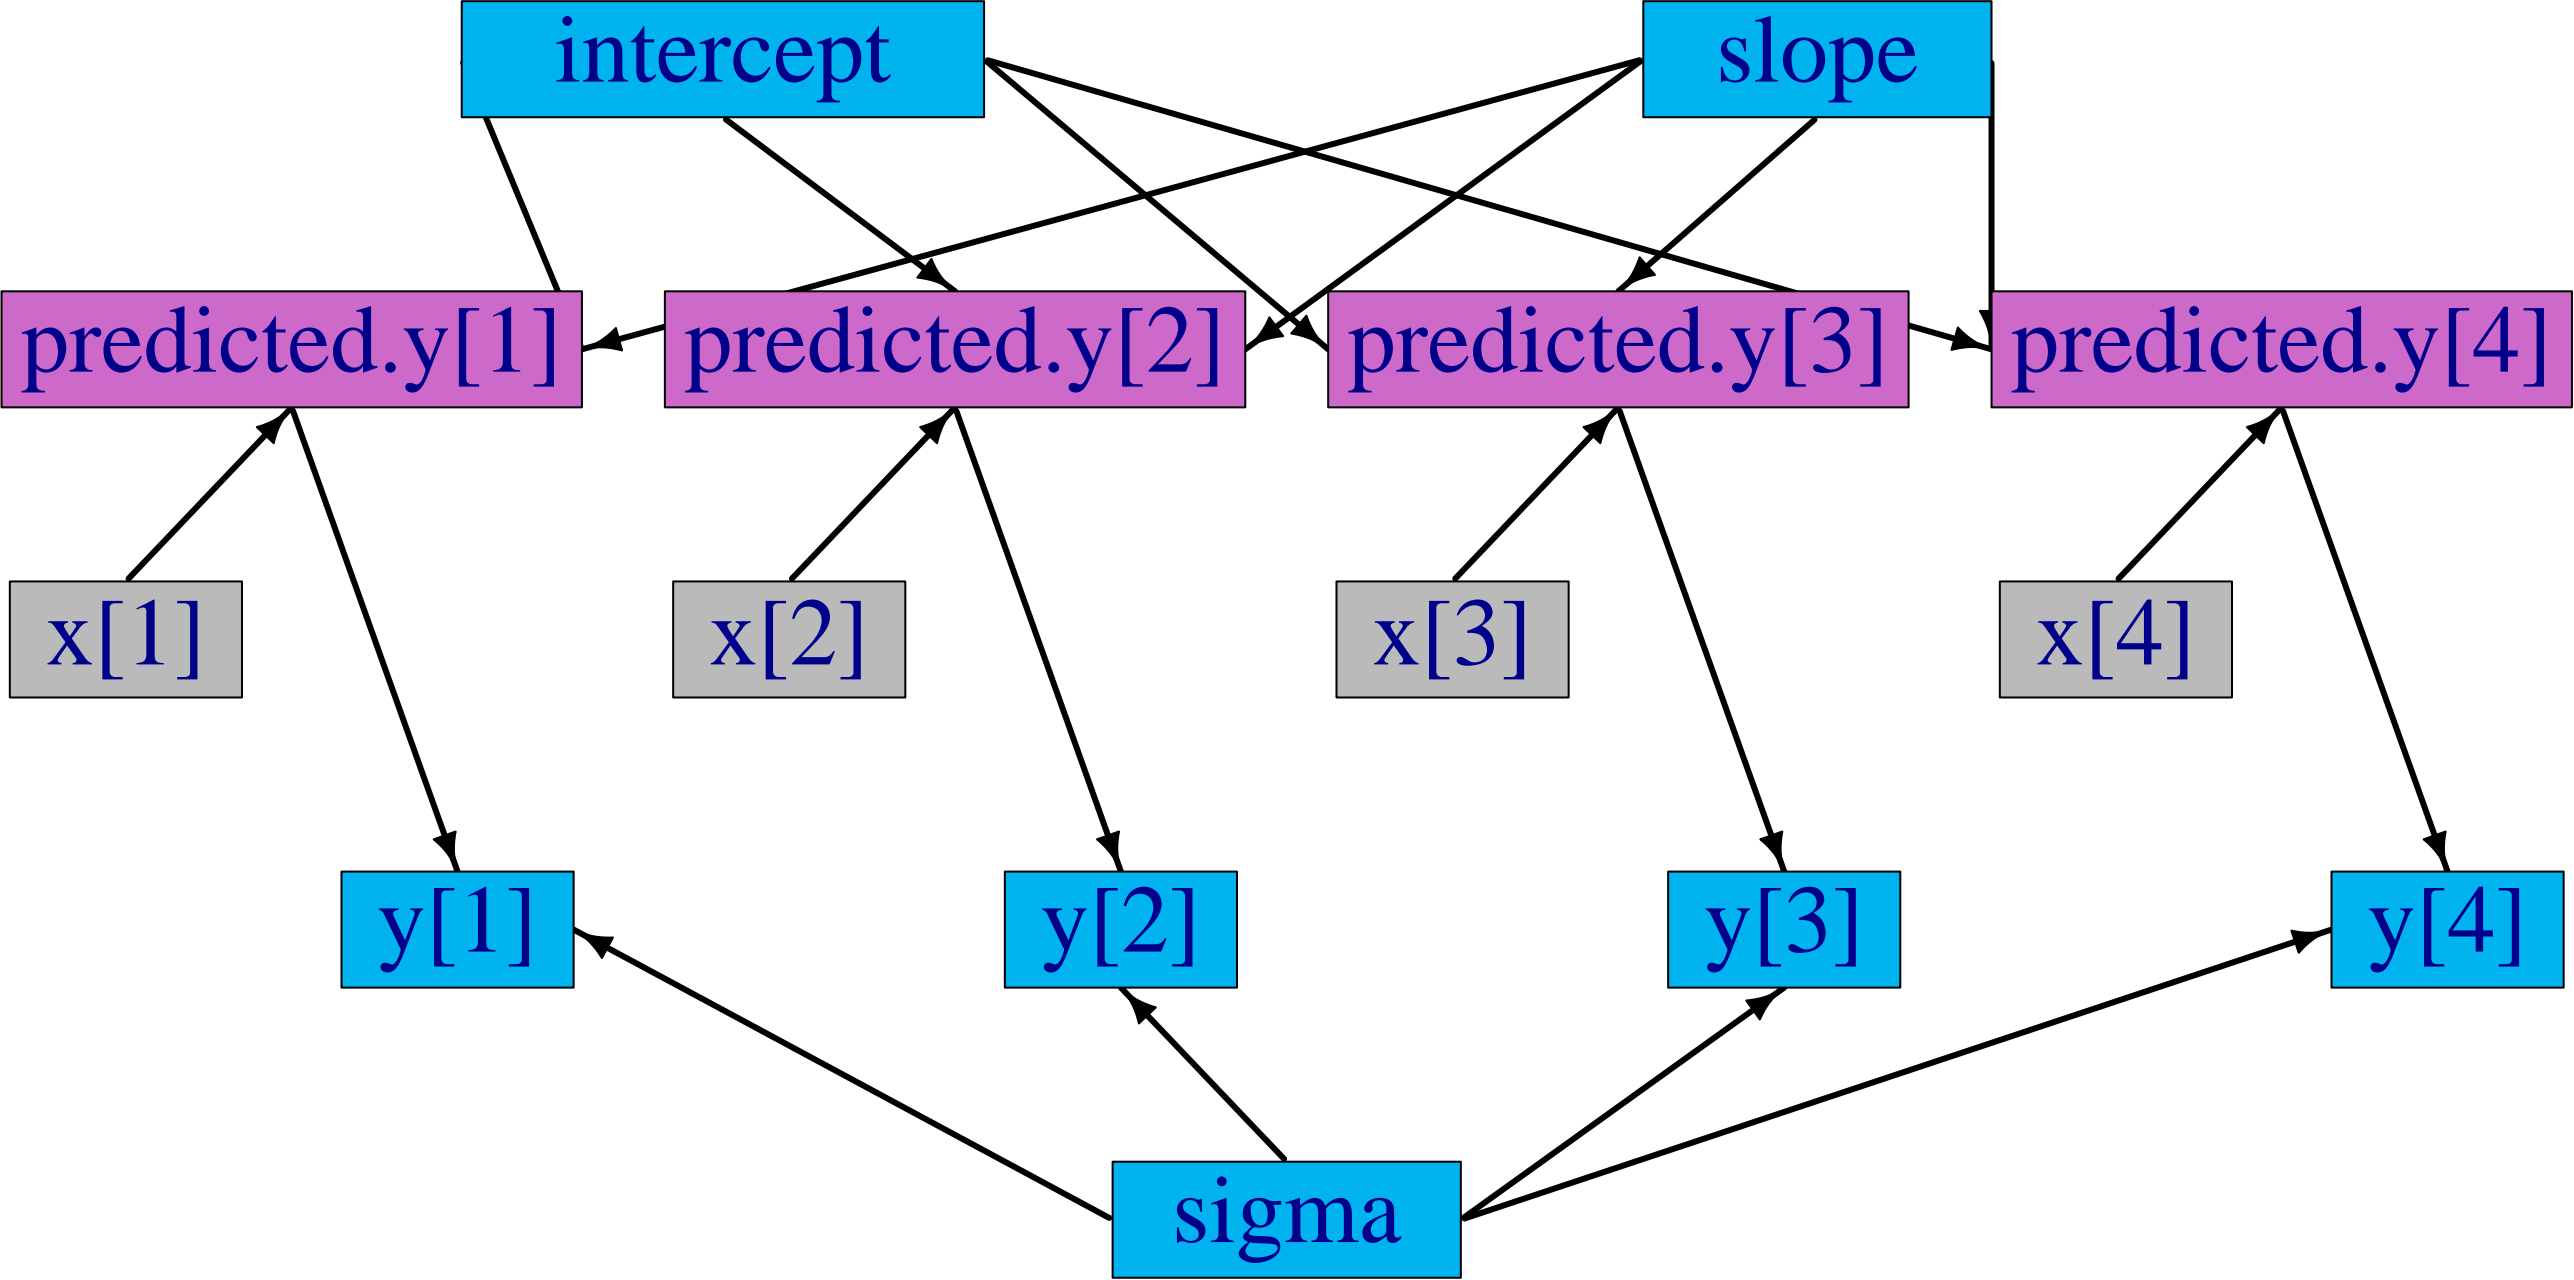 intercept slope
predicted.y[1] predicted.y[2] predicted.y[3] predicted.y[4]
x[1] x[2] x[3] x[4]
y[1] y[2] y[3] y[4]
sigma